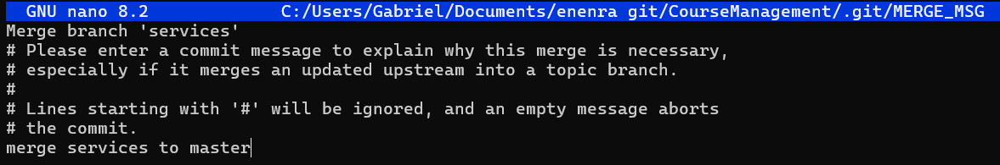 GNU nano 8.2 C:/Users/Gabriel/Documents/enenra git/CourseManagement/.git/MERGE_MSG
Merge branch 'services'
# Please enter a commit message to explain why this merge is necessary,
# especially if it merges an updated upstream into a topic branch.
#
# Lines starting with '#' will be ignored, and an empty message aborts
# the commit.
merge services to master